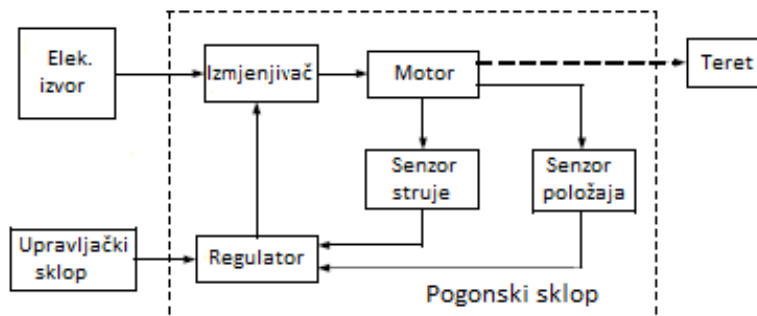 Elek.
izvor
Izmjenjivač
Motor
Teret
Senzor
struje
Senzor
položaja
Upravljački
sklop
Regulator
Pogonski sklop